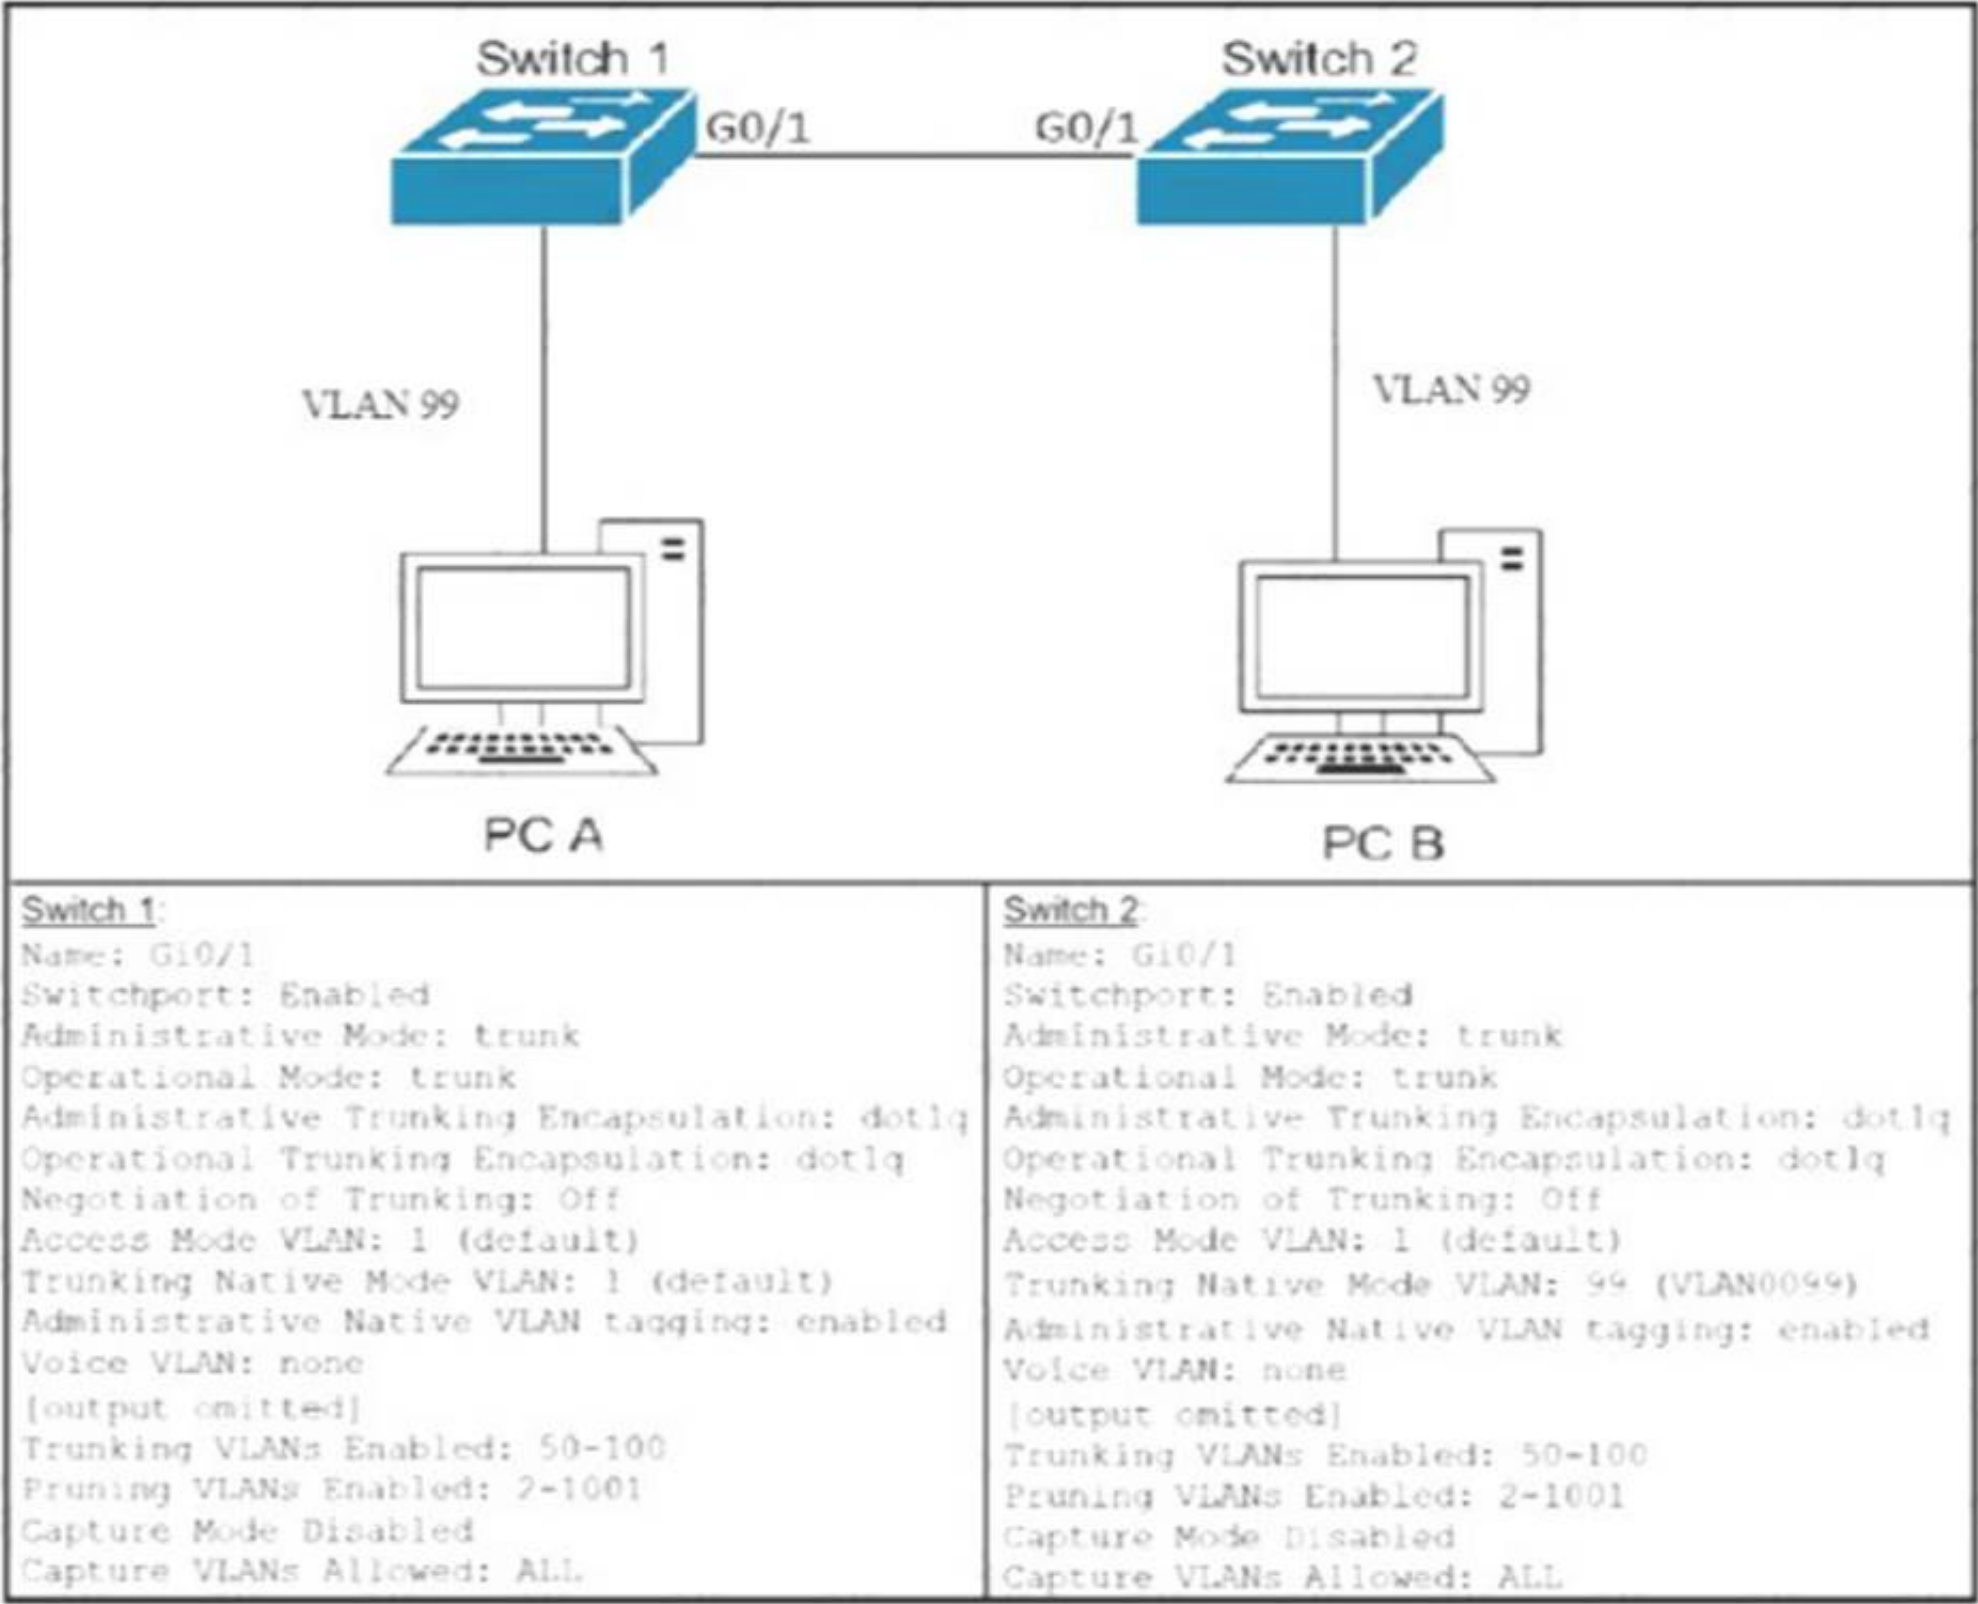 Switch 1
Switch 2
G0/1
G0/1
VLAN 99
VLAN 99
PC A
PC B
Switch 1:
Name: Gi0/1
Switchport: Enabled
Administrative Mode: trunk
Operational Mode: trunk
Administrative Trunking Encapsulation: dot1q
Operational Trunking Encapsulation: dot1q
Negotiation of Trunking: Off
Access Mode VLAN: 1 (default)
Trunking Native Mode VLAN: 1 (default)
Administrative Native VLAN tagging: enabled
Voice VLAN: none
[output omitted]
Trunking VLANs Enabled: 50-100
Pruning VLANs Enabled: 2-1001
Capture Mode Disabled
Capture VLANs Allowed: ALL
Switch 2:
Name: Gi0/1
Switchport: Enabled
Administrative Mode: trunk
Operational Mode: trunk
Administrative Trunking Encapsulation: dot1q
Operational Trunking Encapsulation: dot1q
Negotiation of Trunking: Off
Access Mode VLAN: 1 (default)
Trunking Native Mode VLAN: 99 (VLAN0099)
Administrative Native VLAN tagging: enabled
Voice VLAN: none
[output omitted]
Trunking VLANs Enabled: 50-100
Pruning VLANs Enabled: 2-1001
Capture Mode Disabled
Capture VLANs Allowed: ALL